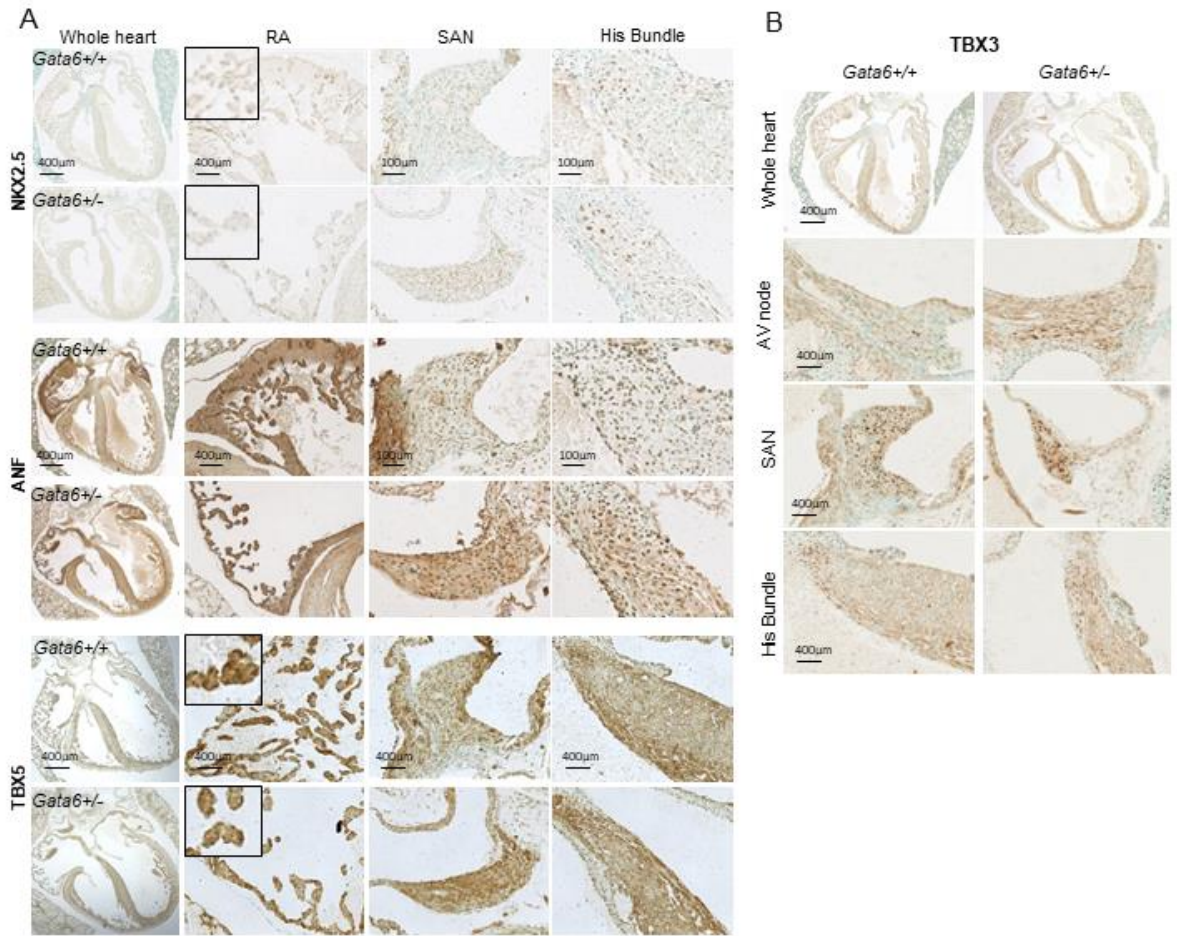 A
Whole heart RA SAN His Bundle
NKX2.5
Gata6+/+
400µm 400µm 100µm 100µm
Gata6+/-
ANF
Gata6+/+
400µm 400µm 100µm 100µm
Gata6+/-
TBX5
Gata6+/+
400µm 400µm 400µm 400µm
Gata6+/-
B
TBX3
Gata6+/+ Gata6+/-
Whole heart
400µm 400µm
AV node
400µm
SAN
400µm
His Bundle
400µm